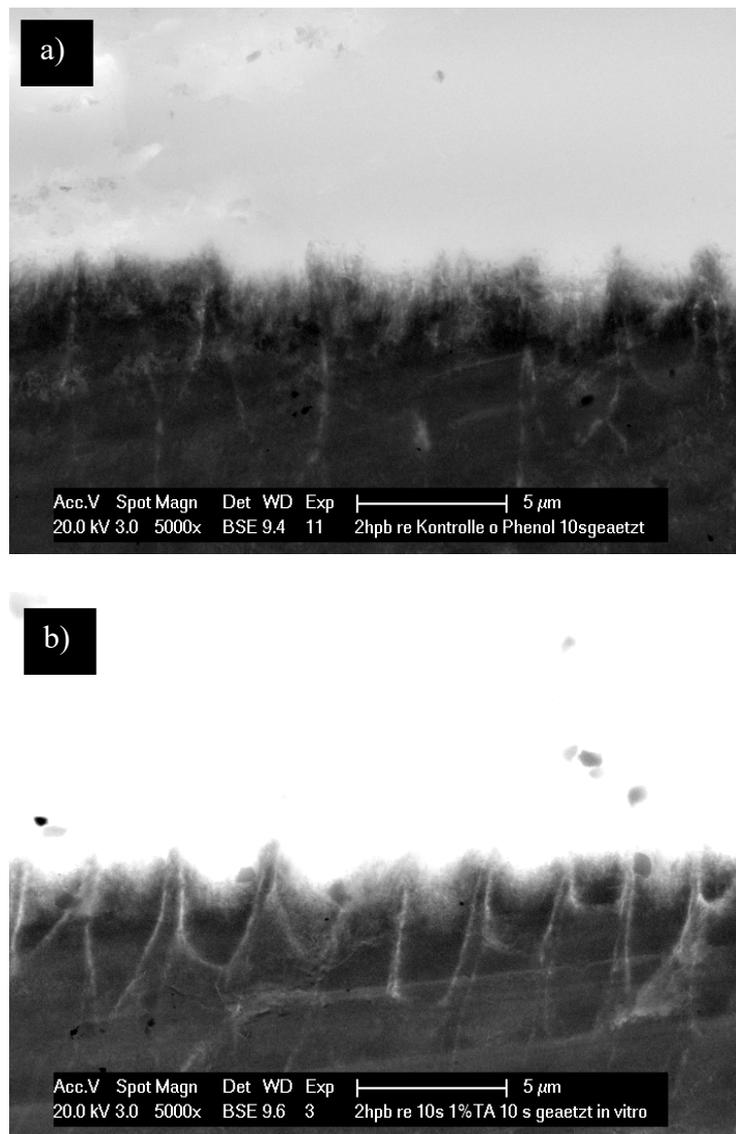 a)
Acc.V Spot Magn Det WD Exp 5 µm
20.0 kV 3.0 5000x BSE 9.4 11 2hpb re Kontrolle o Phenol 10sgeaetzt
b)
Acc.V Spot Magn Det WD Exp 5 µm
20.0 kV 3.0 5000x BSE 9.6 3 2hpb re 10s 1%TA 10 s geaetzt in vitro